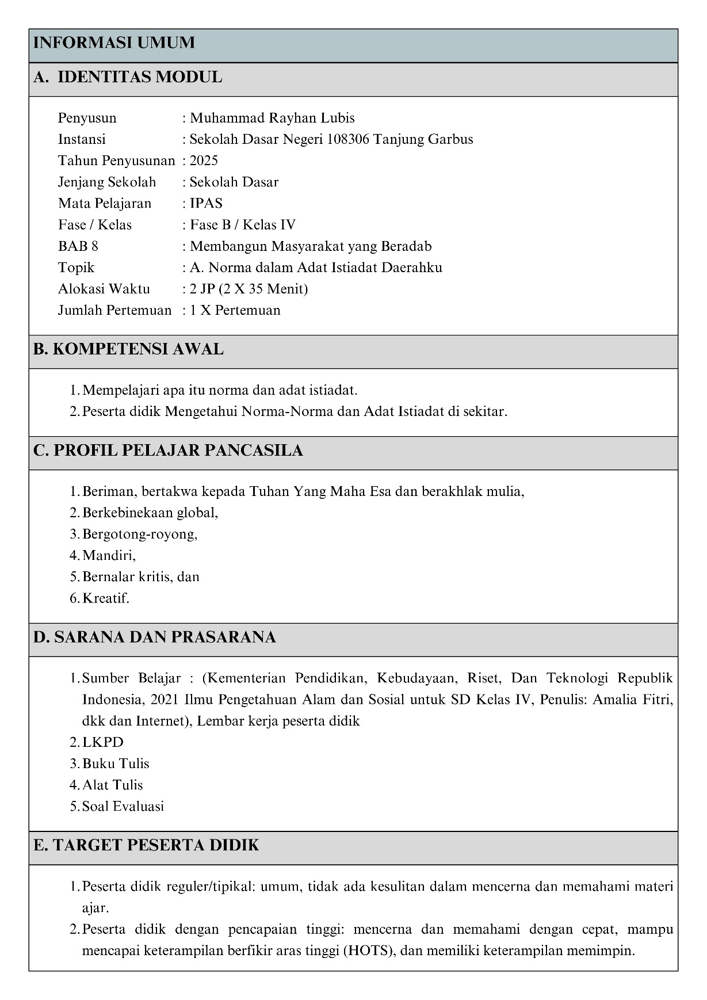 INFORMASI UMUM
A. IDENTITAS MODUL
Penyusun : Muhammad Rayhan Lubis
Instansi : Sekolah Dasar Negeri 108306 Tanjung Garbus
Tahun Penyusunan : 2025
Jenjang Sekolah : Sekolah Dasar
Mata Pelajaran : IPAS
Fase / Kelas : Fase B / Kelas IV
BAB 8 : Membangun Masyarakat yang Beradab
Topik : A. Norma dalam Adat Istiadat Daerahku
Alokasi Waktu : 2 JP (2 X 35 Menit)
Jumlah Pertemuan : 1 X Pertemuan
B. KOMPETENSI AWAL
1. Mempelajari apa itu norma dan adat istiadat.
2. Peserta didik Mengetahui Norma-Norma dan Adat Istiadat di sekitar.
C. PROFIL PELAJAR PANCASILA
1. Beriman, bertakwa kepada Tuhan Yang Maha Esa dan berakhlak mulia,
2. Berkebinekaan global,
3. Bergotong-royong,
4. Mandiri,
5. Bernalar kritis, dan
6. Kreatif.
D. SARANA DAN PRASARANA
1. Sumber Belajar : (Kementerian Pendidikan, Kebudayaan, Riset, Dan Teknologi Republik
Indonesia, 2021 Ilmu Pengetahuan Alam dan Sosial untuk SD Kelas IV, Penulis: Amalia Fitri,
dkk dan Internet), Lembar kerja peserta didik
2. LKPD
3. Buku Tulis
4. Alat Tulis
5. Soal Evaluasi
E. TARGET PESERTA DIDIK
1. Peserta didik reguler/tipikal: umum, tidak ada kesulitan dalam mencerna dan memahami materi
ajar.
2. Peserta didik dengan pencapaian tinggi: mencerna dan memahami dengan cepat, mampu
mencapai keterampilan berfikir aras tinggi (HOTS), dan memiliki keterampilan memimpin.